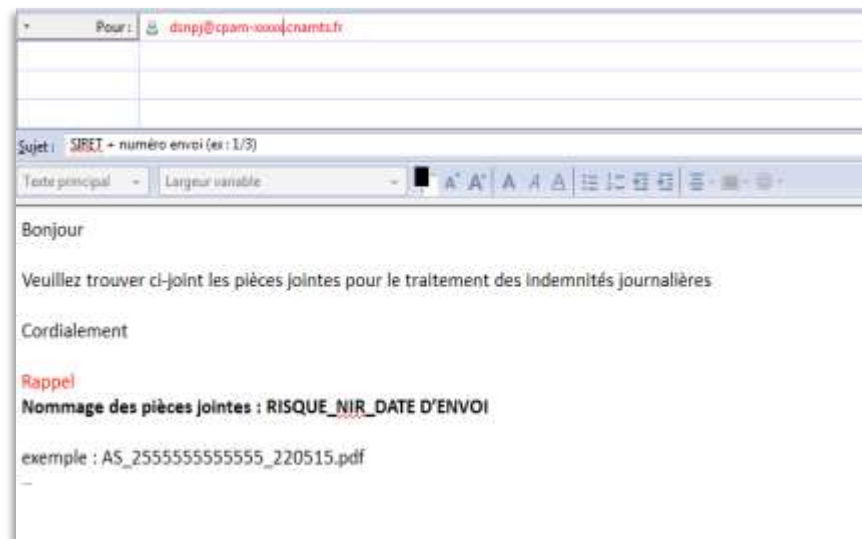 Pour :
dsnpj@cpam-xxxxx.cnamts.fr
Sujet : SIRET + numéro envoi (ex : 1/3)
Texte principal Largeur variable
Bonjour
Veuillez trouver ci-joint les pièces jointes pour le traitement des indemnités journalières
Cordialement
Rappel
Nommage des pièces jointes : RISQUE_NIR_DATE D'ENVOI
exemple : AS_2555555555555_220515.pdf